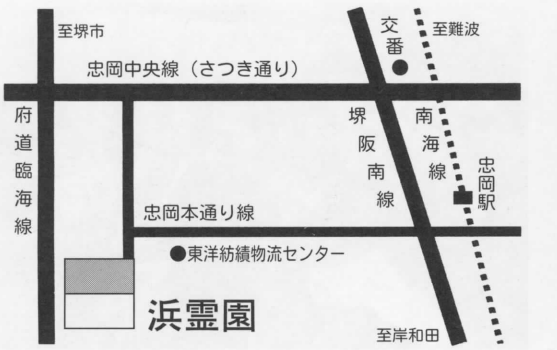 至堺市
交番
至難波
忠岡中央線（さつき通り）
府道臨海線
堺阪南線
南海線
忠岡駅
忠岡本通り線
東洋紡績物流センター
浜霊園
至岸和田